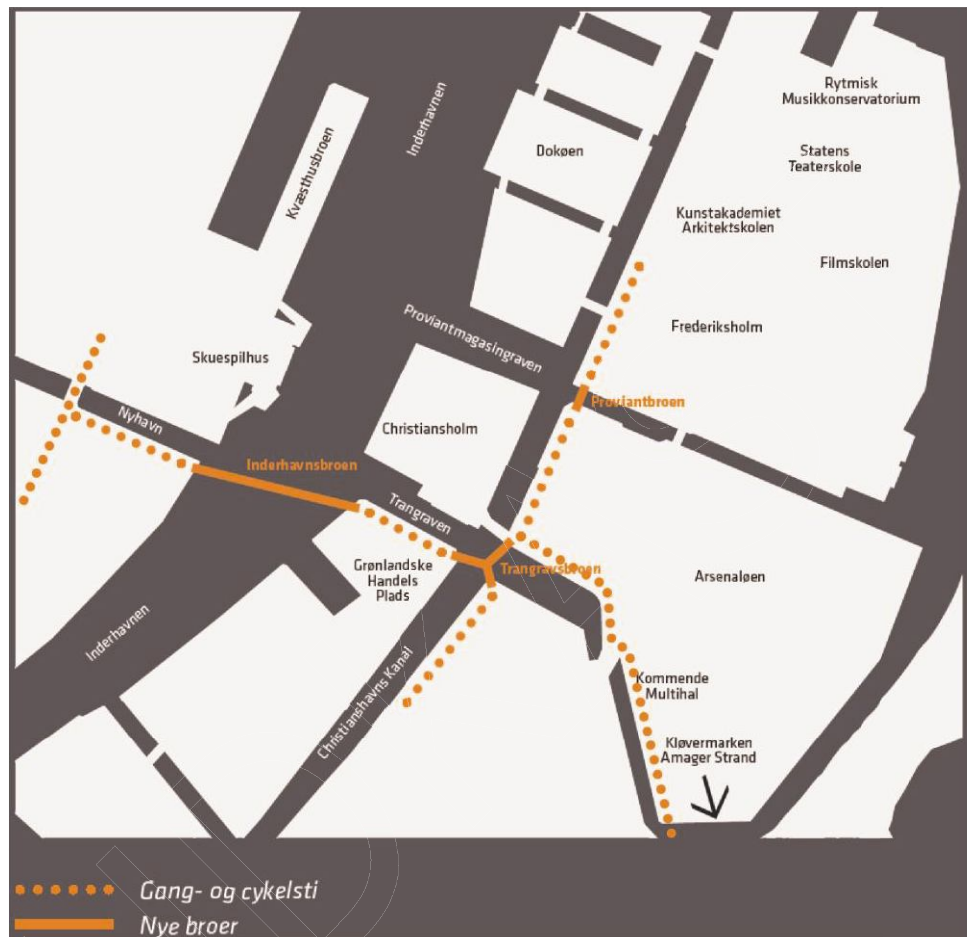 Rytmisk
Musikkonservatorium
Inderhavnen
Kvæsthusbroen
Dokøen
Statens
Teaterskole
Kunstakademiet
Arkitektskolen
Filmskolen
Proviantmagasingraven
Frederiksholm
Skuespilhus
Proviantbroen
Nyhavn
Christiansholm
Inderhavnsbroen
Trangraven
Grønlandske
Handels
Plads
Trangravsbroen
Arsenaløen
Inderhavnen
Christianshavns Kanal
Kommende
Multihal
Kløvermarken
Amager Strand
Gang- og cykelsti
Nye broer